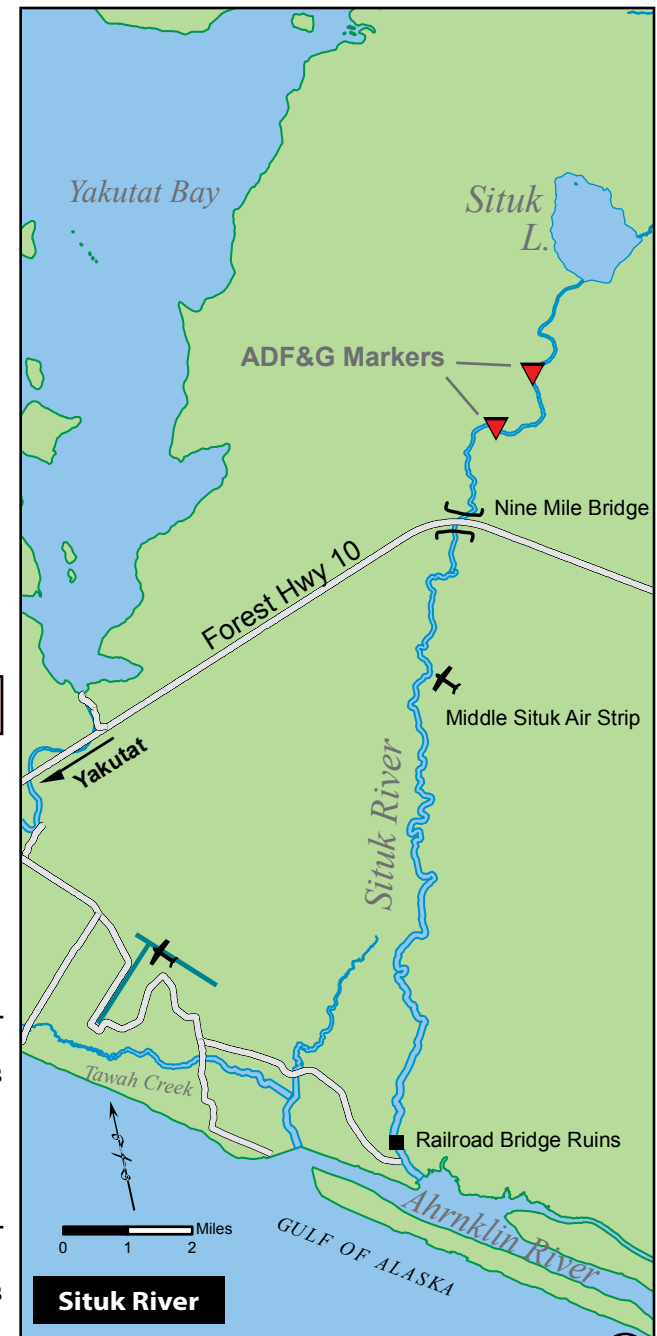 Yakutat Bay
Situk
L.
ADF&G Markers
Nine Mile Bridge
Forest Hwy 10
Middle Situk Air Strip
Yakutat
Situk River
Tawah Creek
Railroad Bridge Ruins
Ahrnklin River
Miles
0 1 2
GULF OF ALASKA
Situk River